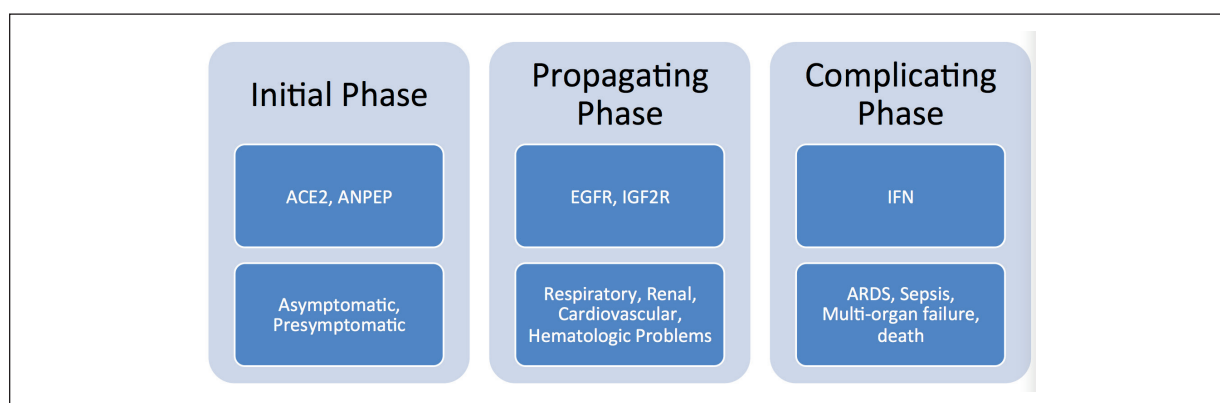 Initial Phase
ACE2, ANPEP
Asymptomatic,
Presymptomatic
Propagating
Phase
EGFR, IGF2R
Respiratory, Renal,
Cardiovascular,
Hematologic Problems
Complicating
Phase
IFN
ARDS, Sepsis,
Multi-organ failure,
death